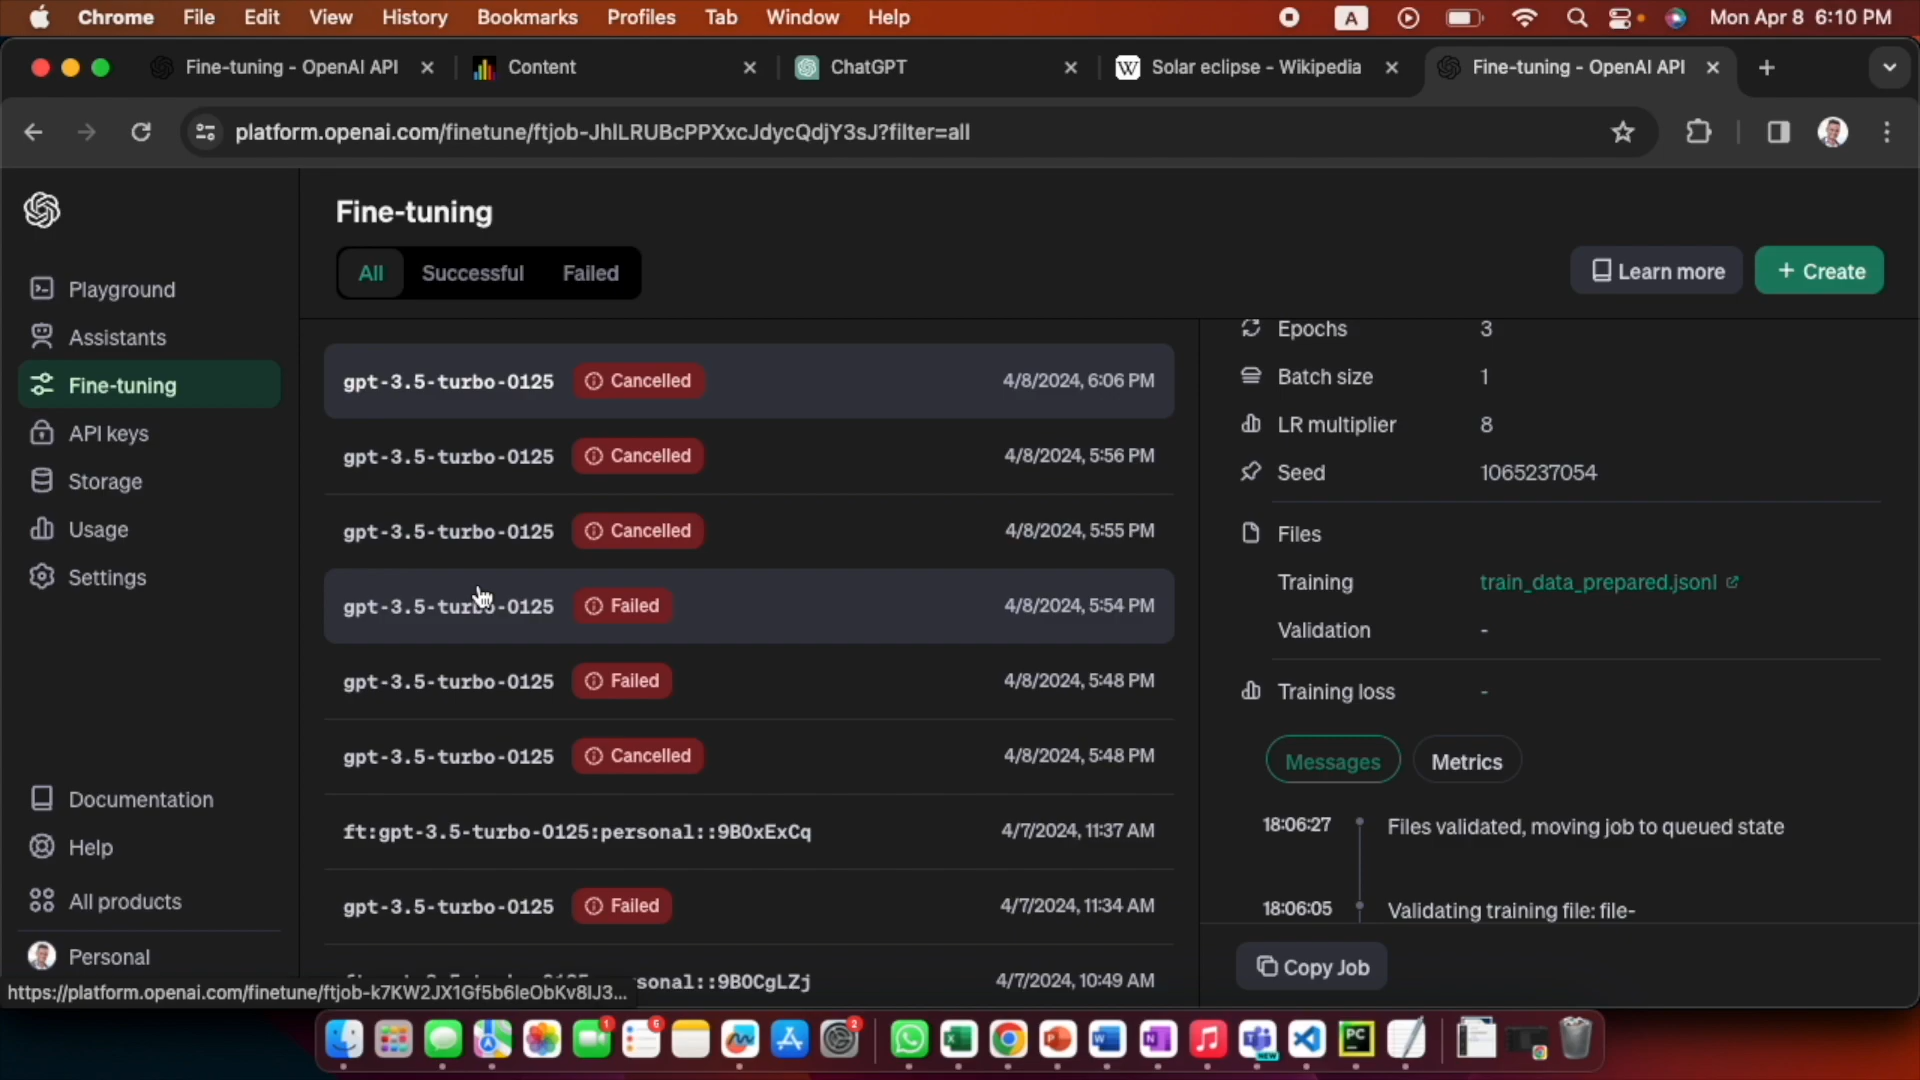 Chrome File Edit View History Bookmarks Profiles Tab Window Help A Mon Apr 8 6:10 PM
Fine-tuning - OpenAI API Content ChatGPT W Solar eclipse - Wikipedia Fine-tuning - OpenAI API
platform.openai.com/finetune/ftjob-JhlLRUBcPPXxcJdycQdjY3sJ?filter=all
Fine-tuning
All Successful Failed
Learn more
+ Create
Playground
Assistants
Fine-tuning
API keys
Storage
Usage
Settings
Documentation
Help
All products
Personal
https://platform.openai.com/finetune/ftjob-k7KW2JX1Gf5b6leObKv8lJ3...
gpt-3.5-turbo-0125 Cancelled 4/8/2024, 6:06 PM
gpt-3.5-turbo-0125 Cancelled 4/8/2024, 5:56 PM
gpt-3.5-turbo-0125 Cancelled 4/8/2024, 5:55 PM
gpt-3.5-turbo-0125 Failed 4/8/2024, 5:54 PM
gpt-3.5-turbo-0125 Failed 4/8/2024, 5:48 PM
gpt-3.5-turbo-0125 Cancelled 4/8/2024, 5:48 PM
ft:gpt-3.5-turbo-0125:personal::9BOxExCq 4/7/2024, 11:37 AM
gpt-3.5-turbo-0125 Failed 4/7/2024, 11:34 AM
sonal::9BOCgLZj 4/7/2024, 10:49 AM
Epochs 3
Batch size 1
LR multiplier 8
Seed 1065237054
Files
Training train_data_prepared.jsonl
Validation -
Training loss -
Messages Metrics
18:06:27 Files validated, moving job to queued state
18:06:05 Validating training file: file-
Copy Job
1 6 2 NEW PC